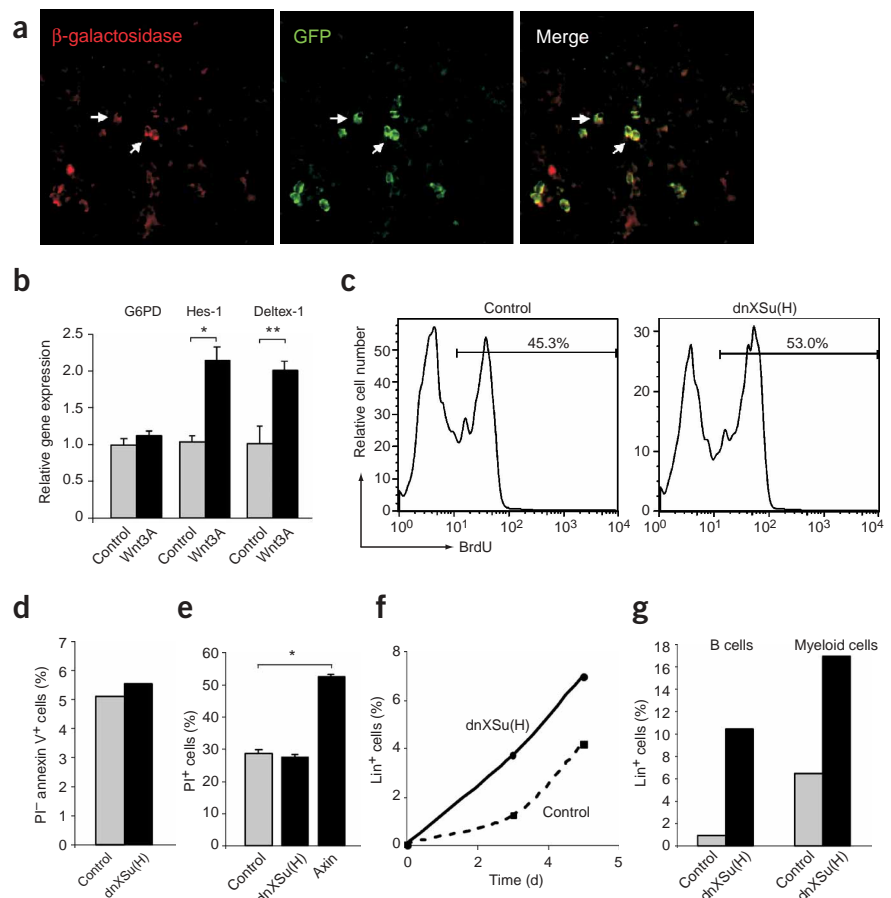 a
β-galactosidase
GFP
Merge
b
G6PD Hes-1 Deltex-1
* **
Relative gene expression
2.5
2.0
1.5
1.0
0.5
0
Control
Wnt3A
Control
Wnt3A
Control
Wnt3A
c
Control
45.3%
Relative cell number
50
40
30
20
10
0
10⁰ 10¹ 10² 10³ 10⁴
BrdU
dnXSu(H)
53.0%
30
20
10
0
10⁰ 10¹ 10² 10³ 10⁴
d
PI⁻ annexin V⁺ cells (%)
7
6
5
4
3
2
1
0
Control
dnXSu(H)
e
PI⁺ cells (%)
60
50
40
30
20
10
0
*
Control
dnXSu(H)
Axin
f
Lin⁺ cells (%)
8
6
4
2
0
dnXSu(H)
Control
0 2 4 5
Time (d)
g
B cells Myeloid cells
Lin⁺ cells (%)
18
16
14
12
10
8
6
4
2
0
Control
dnXSu(H)
Control
dnXSu(H)